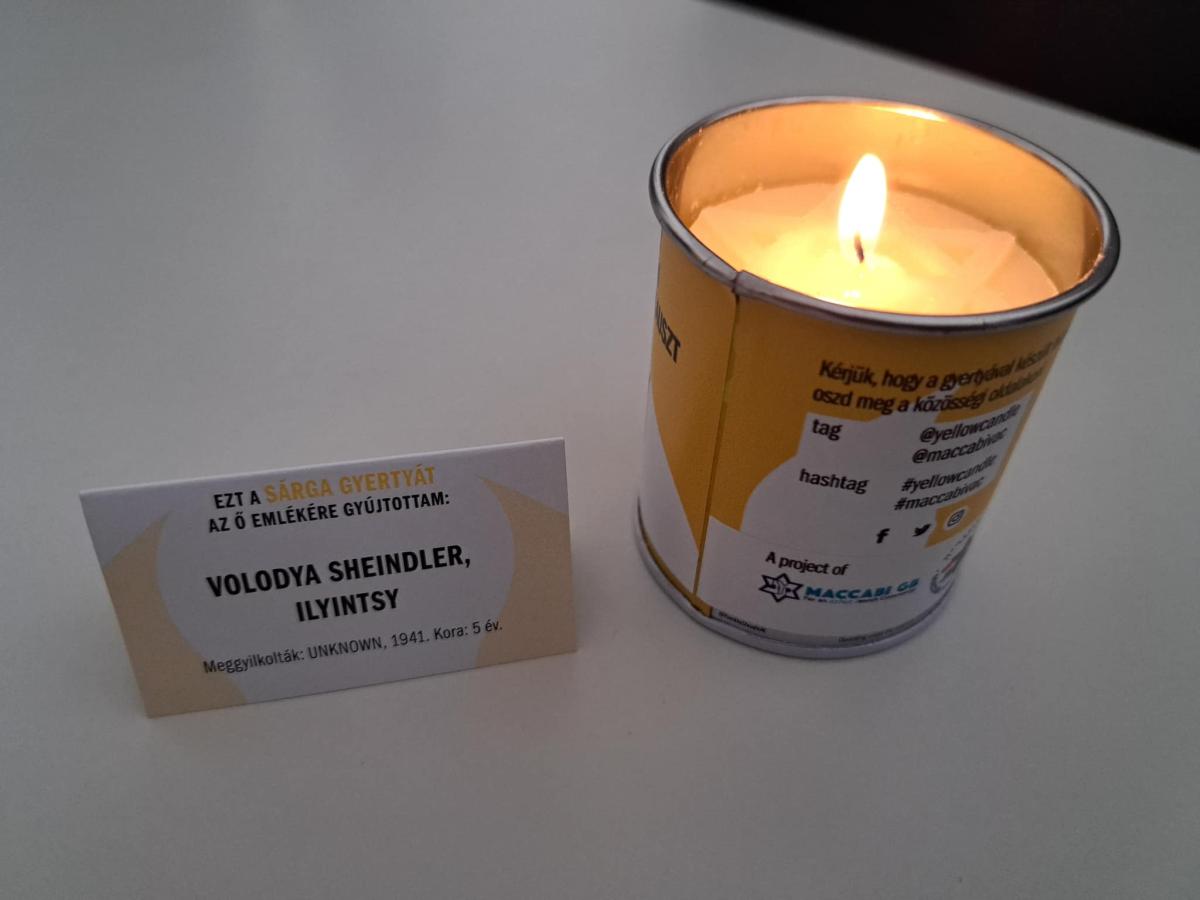 EZT A SÁRGA GYERTYÁT
AZ Ő EMLÉKÉRE GYÚJTOTTAM:
VOLODYA SHEINDLER,
ILYINTSY
Meggyilkolták: UNKNOWN, 1941. Kora: 5 év.
Kérjük, hogy a gyertyával
oszd meg a közösségi
tag @yellowcandle
@maccabivac
hashtag #yellowcandle
#maccabivac
A project of
MACCABI GB